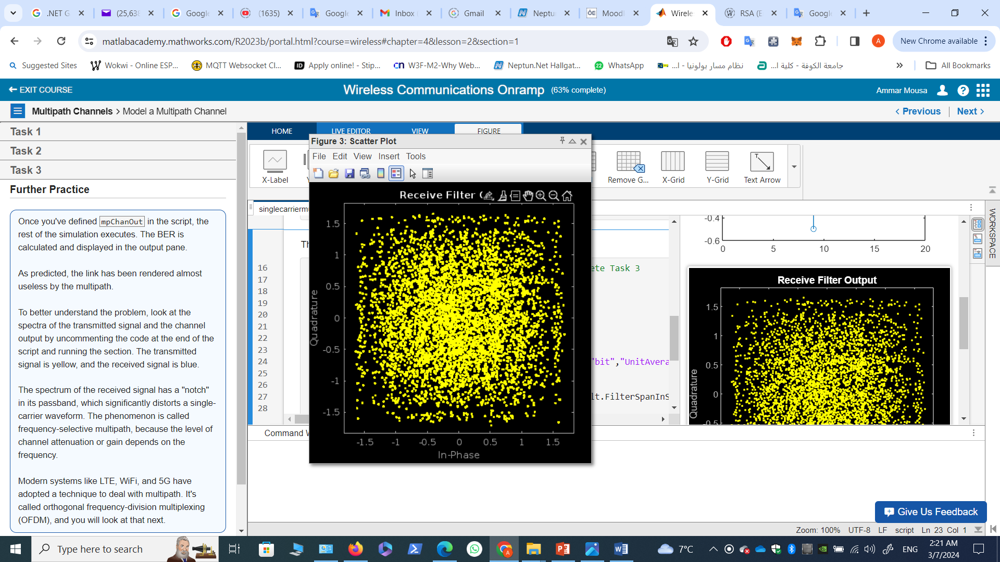 .NET G
(25,638
Google
(1635)
Google
Inbox
Gmail
Neptu
Moodl
Wirele
RSA (E
Google
matlabacademy.mathworks.com/R2023b/portal.html?course=wireless#chapter=4&lesson=2&section=1
New Chrome available
Suggested Sites
Wokwi - Online ESP...
MQTT Websocket Cl...
Apply online! - Stip...
W3F-M2-Why Web...
Neptun.Net Hallgat...
WhatsApp
نظام مسار بولونيا - ا...
جامعة الكوفة - كلية ا...
All Bookmarks
EXIT COURSE
Wireless Communications Onramp (63% complete)
Ammar Mousa
Multipath Channels > Model a Multipath Channel
< Previous
Next >
Task 1
Task 2
Task 3
Further Practice
Once you've defined mpChanOut in the script, the
rest of the simulation executes. The BER is
calculated and displayed in the output pane.
As predicted, the link has been rendered almost
useless by the multipath.
To better understand the problem, look at the
spectra of the transmitted signal and the channel
output by uncommenting the code at the end of the
script and running the section. The transmitted
signal is yellow, and the received signal is blue.
The spectrum of the received signal has a "notch"
in its passband, which significantly distorts a single-
carrier waveform. The phenomenon is called
frequency-selective multipath, because the level of
channel attenuation or gain depends on the
frequency.
Modern systems like LTE, WiFi, and 5G have
adopted a technique to deal with multipath. It's
called orthogonal frequency-division multiplexing
(OFDM), and you will look at that next.
HOME
LIVE EDITOR
VIEW
FIGURE
X-Label
Remove G...
X-Grid
Y-Grid
Text Arrow
singlecarrierm
Th
16
17
18
19
20
21
22
23
24
25
26
27
28
ete Task 3
"bit","UnitAvera
lt.FilterSpanInS
Command W
Figure 3: Scatter Plot
File Edit View Insert Tools
Receive Filter
1.5
1
0.5
0
-0.5
-1
-1.5
Quadrature
-1.5 -1 -0.5 0 0.5 1 1.5
In-Phase
-0.4
-0.6
0 5 10 15 20
Receive Filter Output
1.5
1
0.5
0
-0.5
Quadrature
WORKSPACE
Give Us Feedback
Zoom: 100% UTF-8 LF script Ln 23 Col 1
Type here to search
7°C
ENG
2:21 AM
3/7/2024